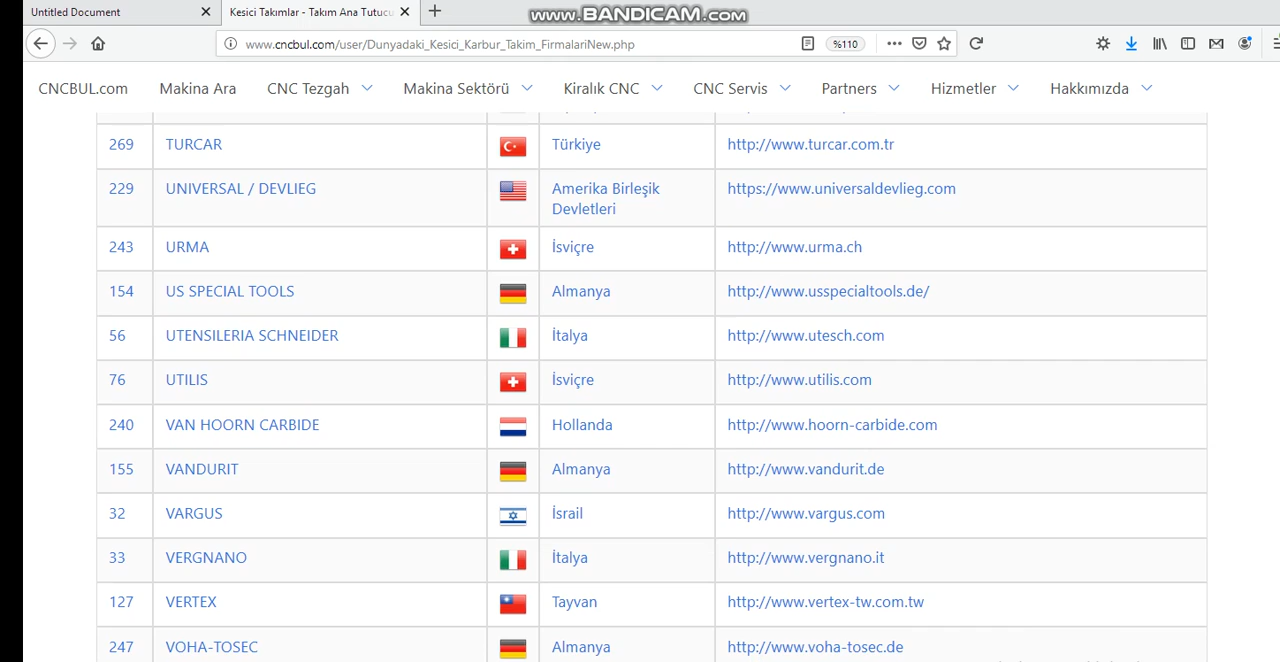 Untitled Document
Kesici Takımlar - Takım Ana Tutucu
www.BANDICAM.com
www.cncbul.com/user/Dunyadaki_Kesici_Karbur_Takim_FirmalariNew.php
%110
CNCBUL.com Makina Ara CNC Tezgah Makina Sektörü Kiralık CNC CNC Servis Partners Hizmetler Hakkımızda
269 TURCAR Türkiye http://www.turcar.com.tr
229 UNIVERSAL / DEVLIEG Amerika Birleşik https://www.universaldevlieg.com
Devletleri
243 URMA İsviçre http://www.urma.ch
154 US SPECIAL TOOLS Almanya http://www.usspecialtools.de/
56 UTENSILERIA SCHNEIDER İtalya http://www.utesch.com
76 UTILIS İsviçre http://www.utilis.com
240 VAN HOORN CARBIDE Hollanda http://www.hoorn-carbide.com
155 VANDURIT Almanya http://www.vandurit.de
32 VARGUS İsrail http://www.vargus.com
33 VERGNANO İtalya http://www.vergnano.it
127 VERTEX Tayvan http://www.vertex-tw.com.tw
247 VOHA-TOSEC Almanya http://www.voha-tosec.de